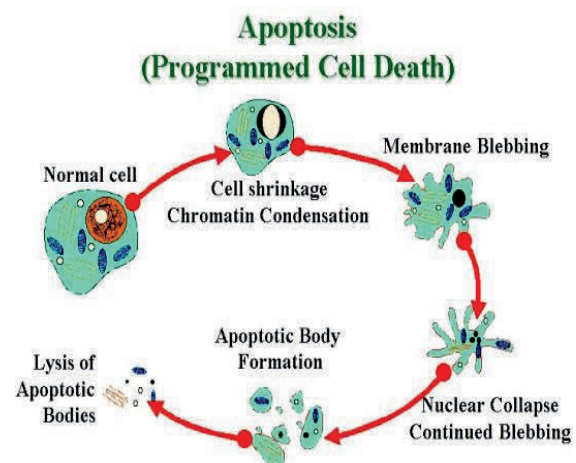 Apoptosis
(Programmed Cell Death)
Normal cell
Cell shrinkage
Chromatin Condensation
Membrane Blebbing
Nuclear Collapse
Continued Blebbing
Apoptotic Body
Formation
Lysis of
Apoptotic
Bodies